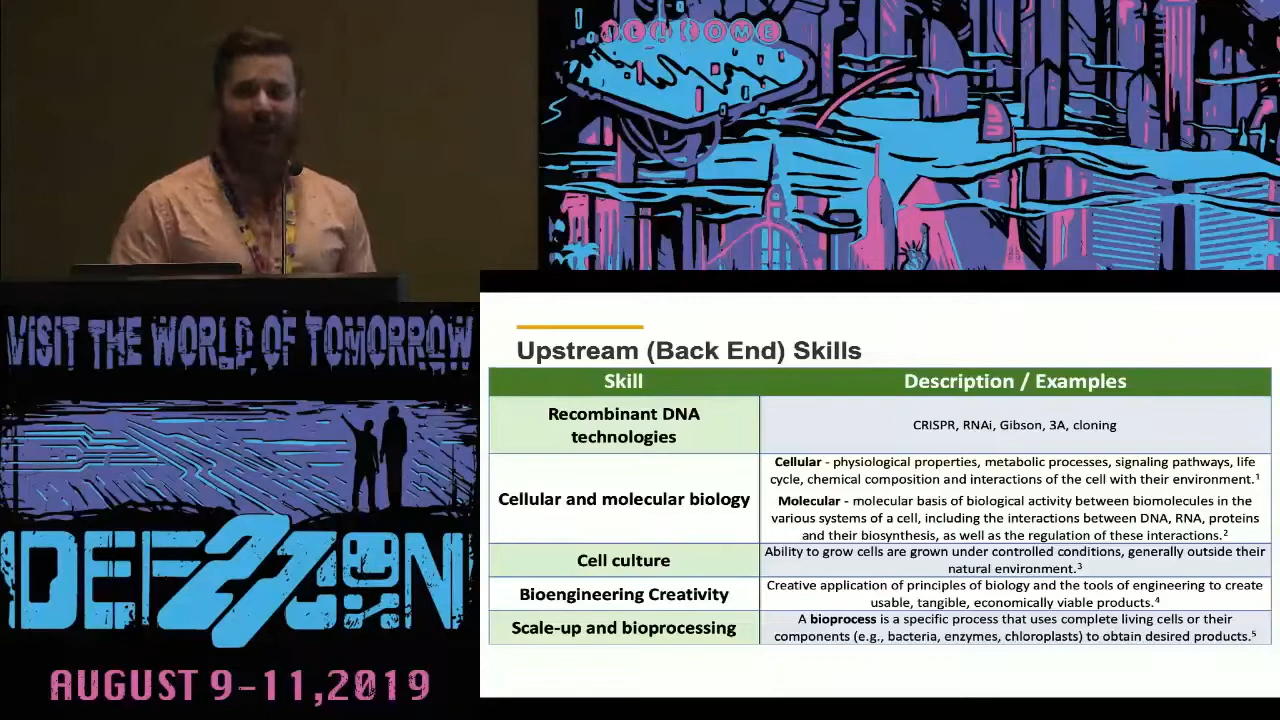 WELCOME
VISIT THE WORLD OF TOMORROW
DEF CON
27
AUGUST 9-11,2019
Upstream (Back End) Skills
Skill
Description / Examples
Recombinant DNA
technologies
CRISPR, RNAi, Gibson, 3A, cloning
Cellular and molecular biology
Cellular - physiological properties, metabolic processes, signaling pathways, life
cycle, chemical composition and interactions of the cell with their environment.¹
Molecular - molecular basis of biological activity between biomolecules in the
various systems of a cell, including the interactions between DNA, RNA, proteins
and their biosynthesis, as well as the regulation of these interactions.²
Cell culture
Ability to grow cells are grown under controlled conditions, generally outside their
natural environment.³
Bioengineering Creativity
Creative application of principles of biology and the tools of engineering to create
usable, tangible, economically viable products.⁴
Scale-up and bioprocessing
A bioprocess is a specific process that uses complete living cells or their
components (e.g., bacteria, enzymes, chloroplasts) to obtain desired products.⁵